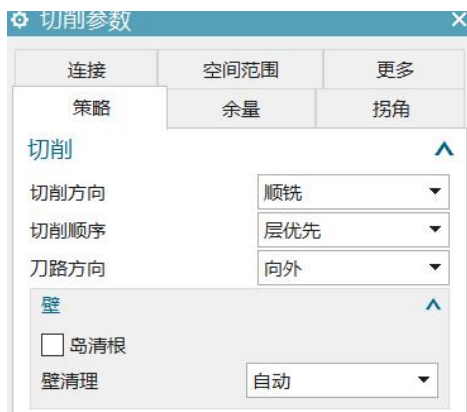 切削参数
连接 空间范围 更多
策略 余量 拐角
切削
切削方向 顺铣
切削顺序 层优先
刀路方向 向外
壁
岛清根
壁清理 自动